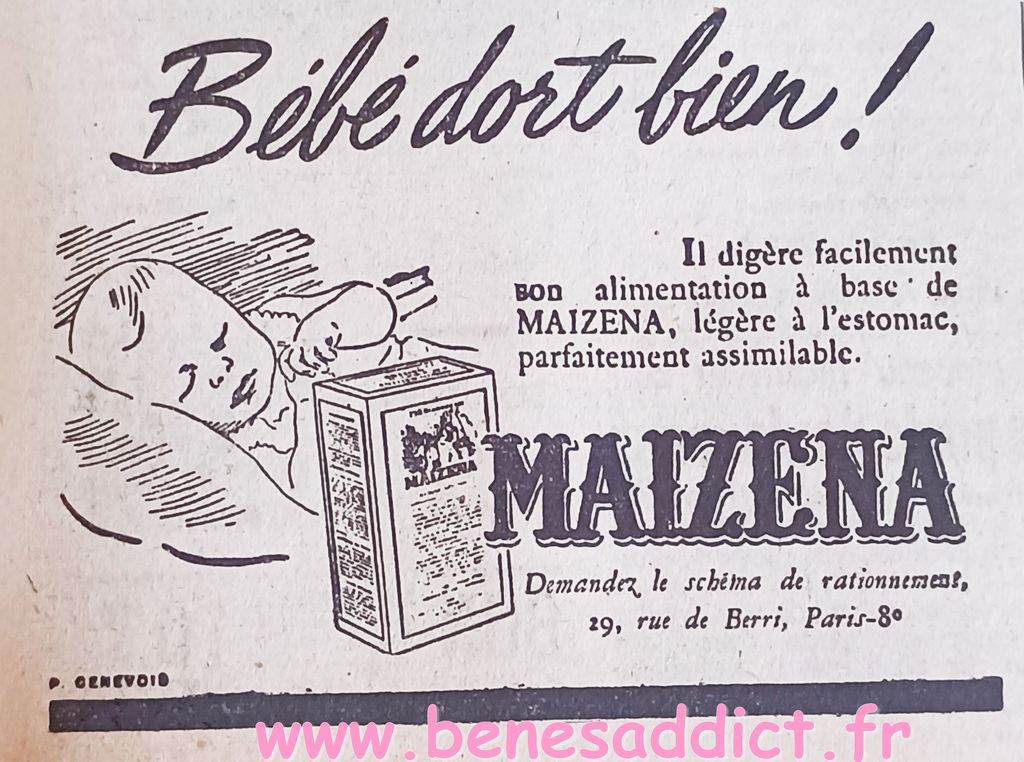 Bébé dort bien !
Il digère facilement
son alimentation à base de
MAIZENA, légère à l'estomac,
parfaitement assimilable.
MAIZENA
MAIZENA
Demandez le schéma de rationnement,
29, rue de Berri, Paris-8e
P. GENEVOIS
www.benesaddict.fr